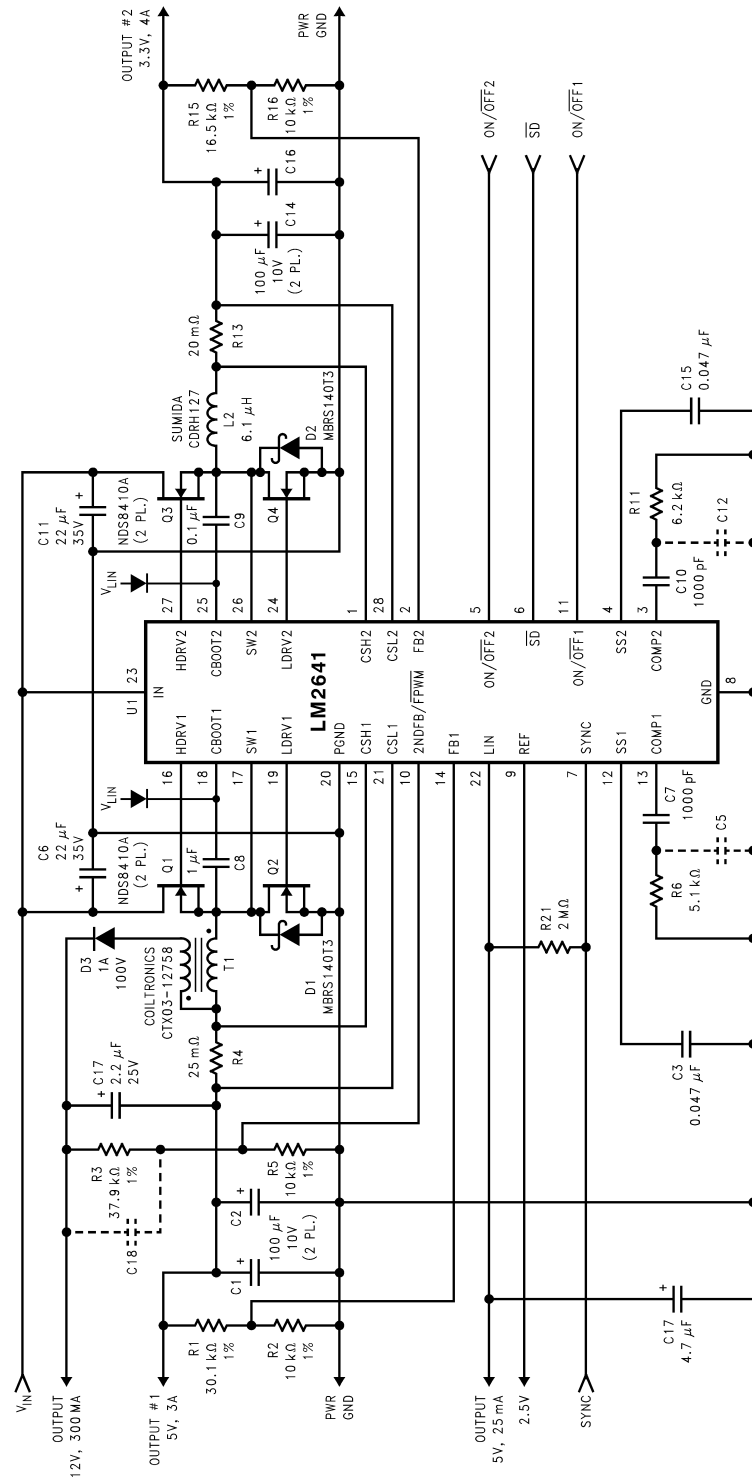 OUTPUT #2
3.3V, 4A
PWR
GND
R15
16.5 kΩ
1%
R16
10 kΩ
1%
C16
C14
100 μF
10V
(2 PL.)
20 mΩ
R13
SUMIDA
CDRH127
L2
6.1 μH
D2
MBRS140T3
C11
22 μF
35V
+
NDS8410A
(2 PL.)
Q3
0.1 μF
C9
Q4
VLIN
ON/OFF2
SD
ON/OFF1
27
25
26
24
1
28
2
5
6
11
4
3
C15
0.047 μF
R11
6.2 kΩ
C12
C10
1000 pF
U1
23
IN
HDRV2
CBOOT2
SW2
LDRV2
CSH2
CSL2
FB2
ON/OFF2
SD
ON/OFF1
SS2
COMP2
LM2641
GND
8
HDRV1
CBOOT1
SW1
LDRV1
PGND
CSH1
CSL1
2NDFB/FPWM
FB1
LIN
REF
SYNC
SS1
COMP1
16
18
17
19
20
15
21
10
14
22
9
7
12
13
VLIN
C6
22 μF
35V
+
NDS8410A
(2 PL.)
Q1
1 μF
C8
Q2
D1
MBRS140T3
D3
1A
100V
COILTRONICS
CTX03-12758
T1
25 mΩ
R4
+
C17
2.2 μF
25V
R3
37.9 kΩ
1%
C18
R5
10 kΩ
1%
C2
C1
100 μF
10V
(2 PL.)
R1
30.1 kΩ
1%
R2
10 kΩ
1%
C7
1000 pF
C5
R6
5.1 kΩ
R21
2 MΩ
C3
0.047 μF
C17
4.7 μF
+
VIN
OUTPUT
12V, 300MA
OUTPUT #1
5V, 3A
PWR
GND
OUTPUT
5V, 25 mA
2.5V
SYNC